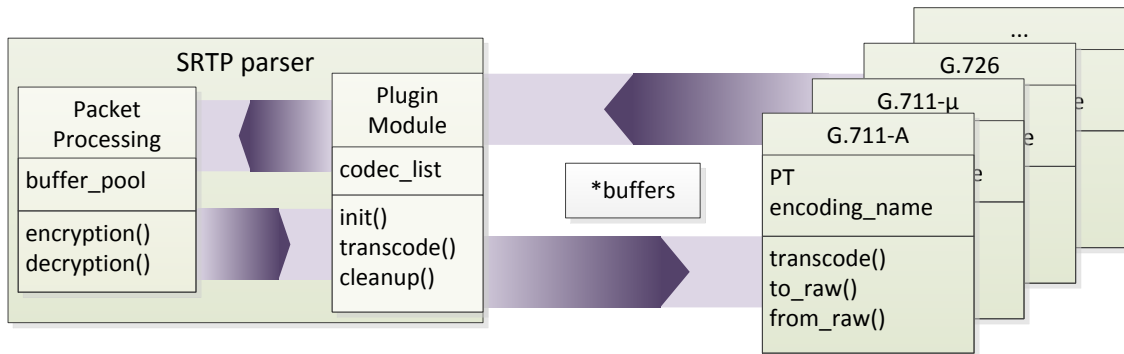 SRTP parser
Packet
Processing
buffer_pool
encryption()
decryption()
Plugin
Module
codec_list
init()
transcode()
cleanup()
*buffers
...
G.726
G.711-µ
G.711-A
PT
encoding_name
transcode()
to_raw()
from_raw()
e
e
e